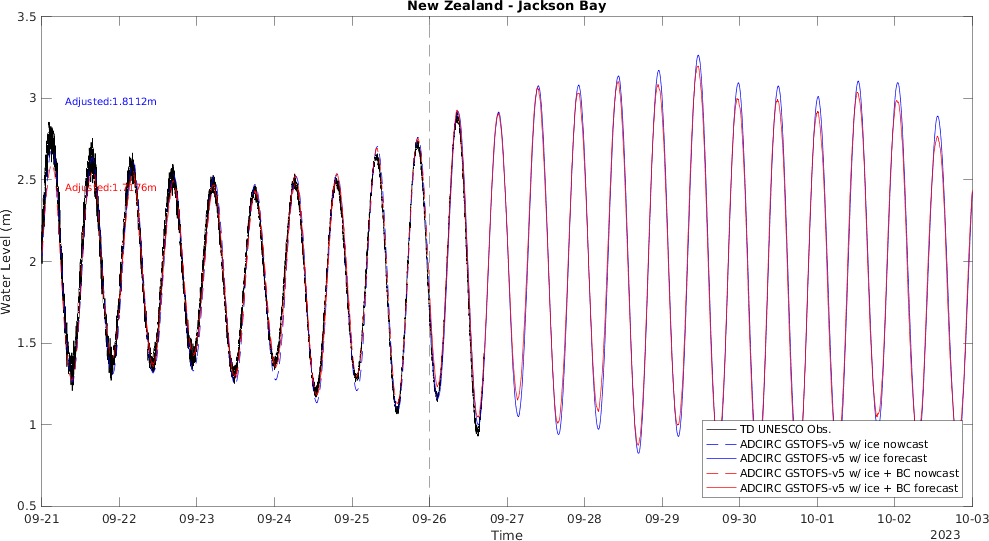 New Zealand - Jackson Bay
3.5
3
2.5
2
1.5
1
0.5
Water Level (m)
Adjusted:1.8112m
Adjusted:1.7176m
TD UNESCO Obs.
ADCIRC GSTOFS-v5 w/ ice nowcast
ADCIRC GSTOFS-v5 w/ ice forecast
ADCIRC GSTOFS-v5 w/ ice + BC nowcast
ADCIRC GSTOFS-v5 w/ ice + BC forecast
09-21 09-22 09-23 09-24 09-25 09-26 09-27 09-28 09-29 09-30 10-01 10-02 10-03
Time
2023